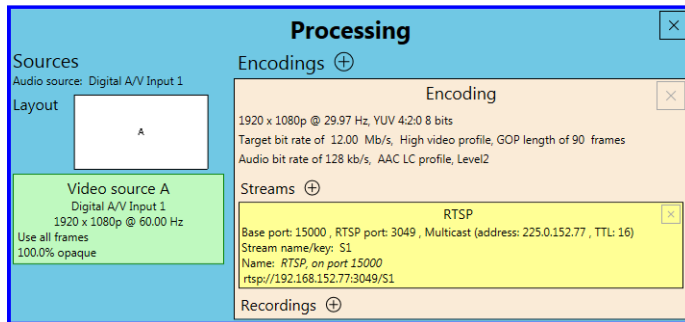 Processing
Sources
Audio source: Digital A/V Input 1
Layout
A
Video source A
Digital A/V Input 1
1920 x 1080p @ 60.00 Hz
Use all frames
100.0% opaque
Encodings
Encoding
1920 x 1080p @ 29.97 Hz, YUV 4:2:0 8 bits
Target bit rate of 12.00 Mb/s, High video profile, GOP length of 90 frames
Audio bit rate of 128 kb/s, AAC LC profile, Level2
Streams
RTSP
Base port: 15000 , RTSP port: 3049 , Multicast (address: 225.0.152.77 , TTL: 16)
Stream name/key: S1
Name: RTSP, on port 15000
rtsp://192.168.152.77:3049/S1
Recordings